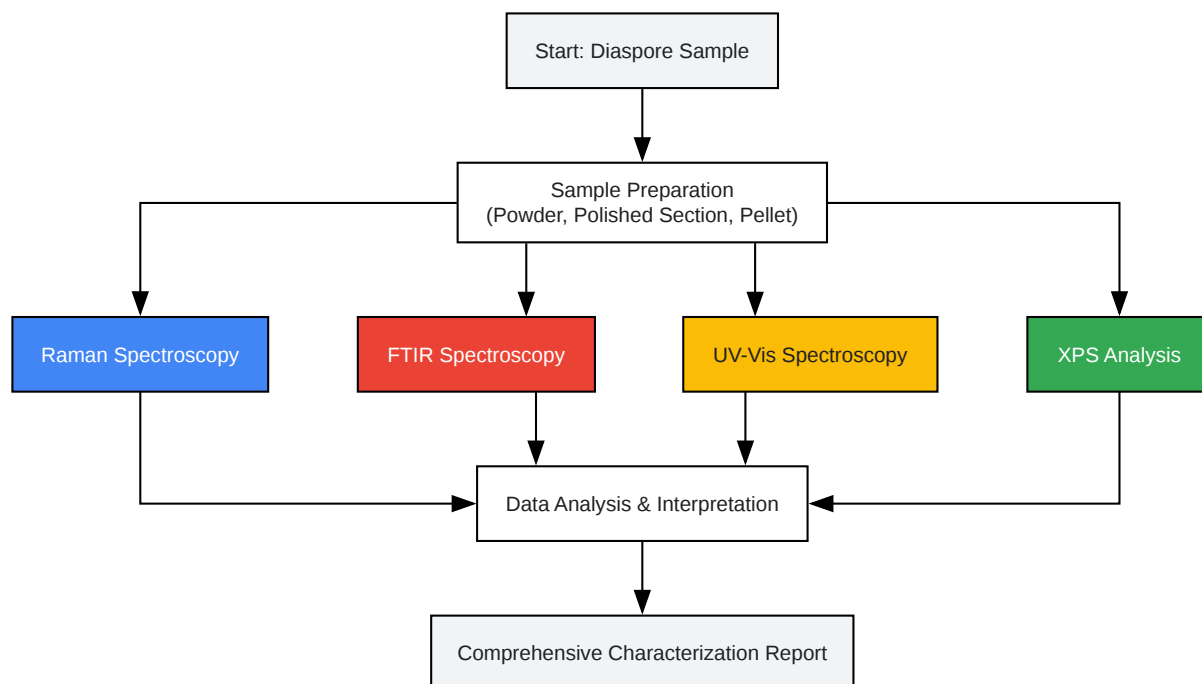 Start: Diaspore Sample
Sample Preparation
(Powder, Polished Section, Pellet)
Raman Spectroscopy
FTIR Spectroscopy
UV-Vis Spectroscopy
XPS Analysis
Data Analysis & Interpretation
Comprehensive Characterization Report